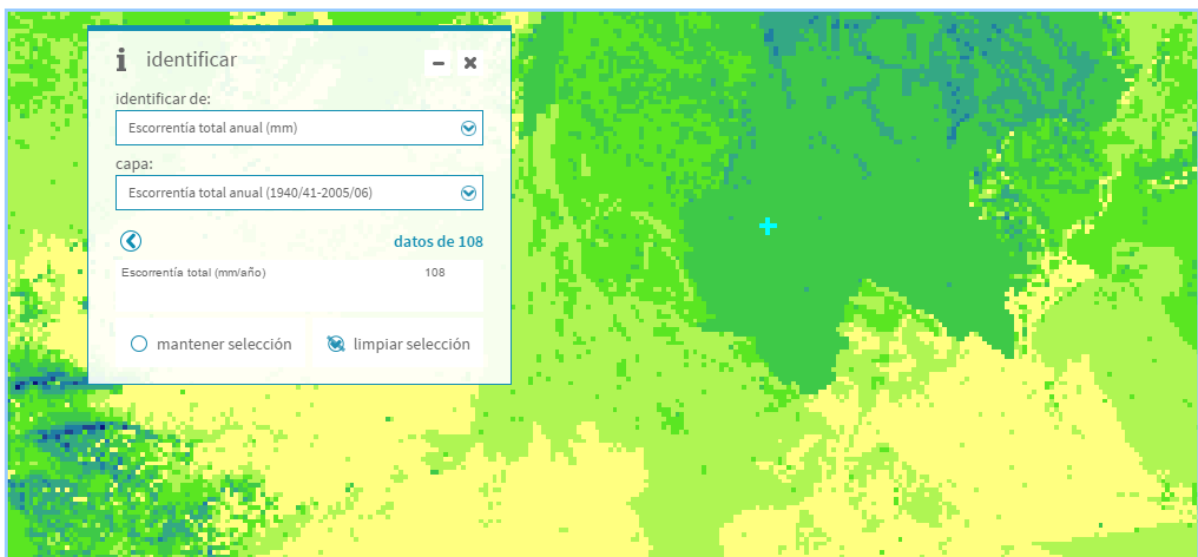 i identificar
identificar de:
Escorrentía total anual (mm)
capa:
Escorrentía total anual (1940/41-2005/06)
datos de 108
Escorrentía total (mm/año) 108
mantener selección limpiar selección